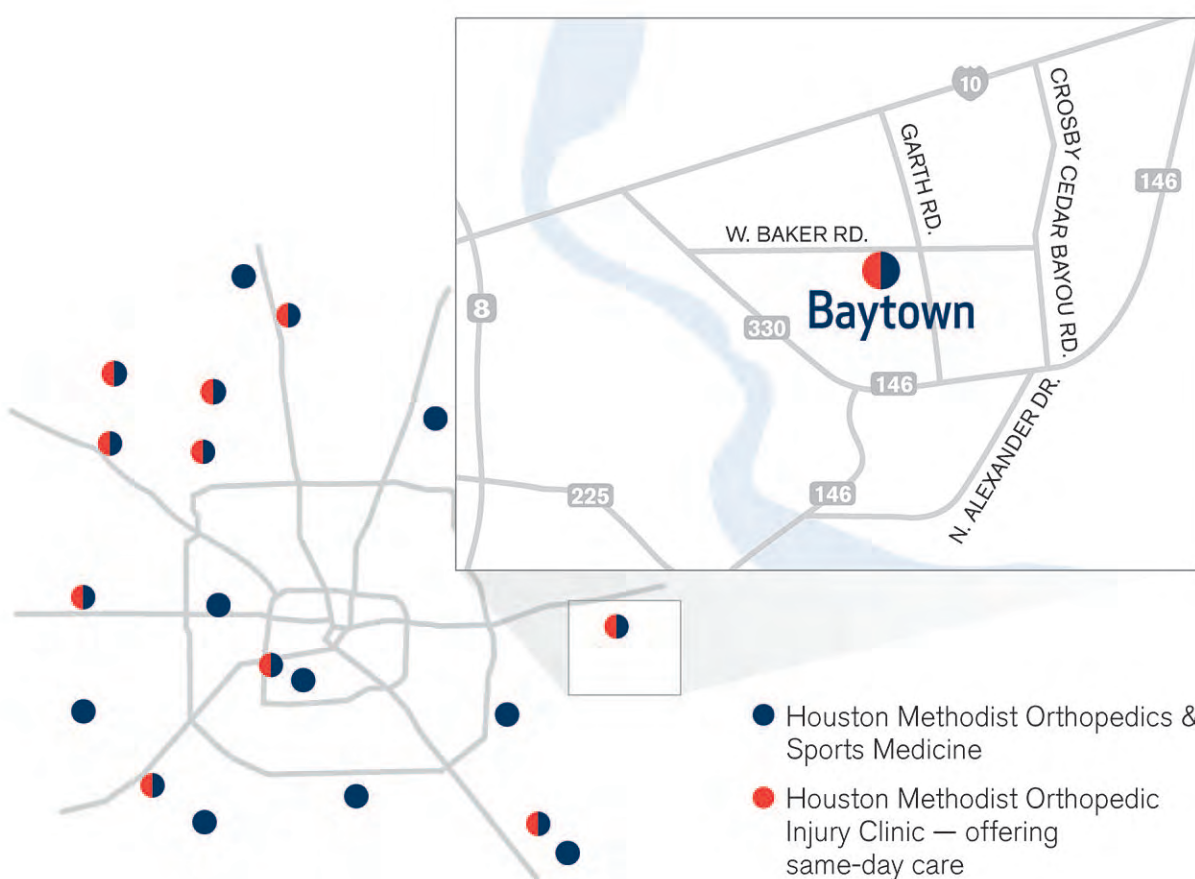 10
CROSBY CEDAR BAYOU RD.
GARTH RD.
146
W. BAKER RD.
8
Baytown
330
146
N. ALEXANDER DR.
225
146
Houston Methodist Orthopedics &
Sports Medicine
Houston Methodist Orthopedic
Injury Clinic — offering
same-day care